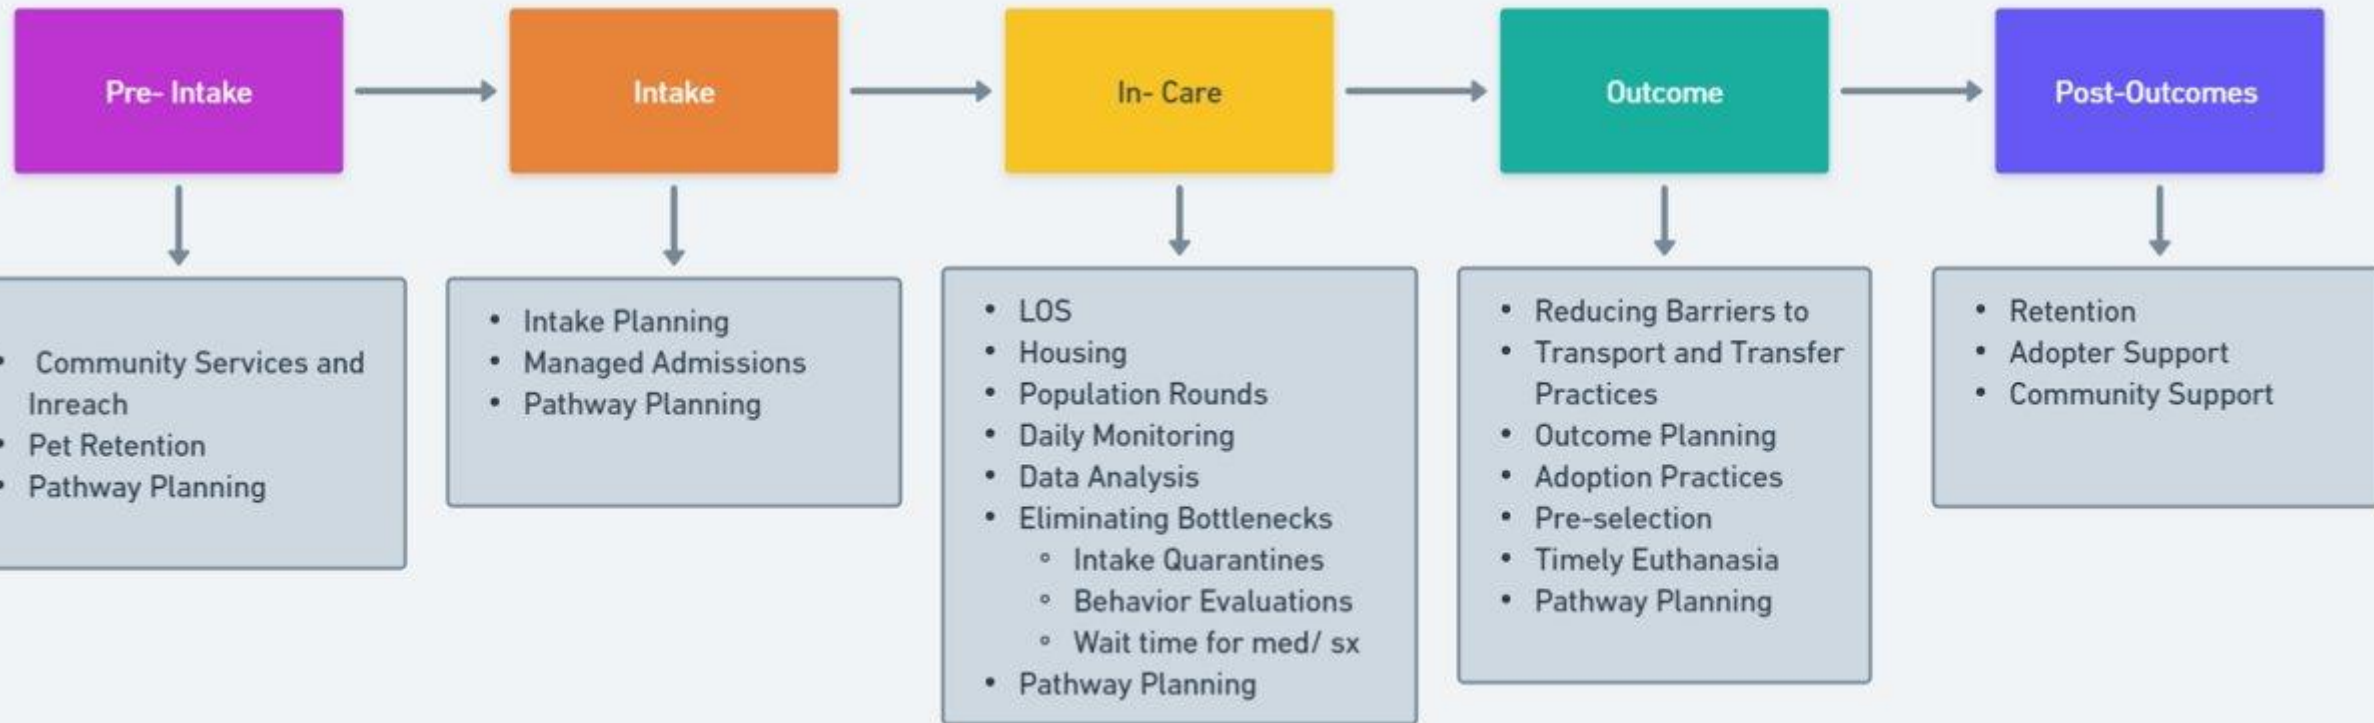 Pre- Intake
Intake
In- Care
Outcome
Post-Outcomes
• Community Services and
Inreach
• Pet Retention
• Pathway Planning
• Intake Planning
• Managed Admissions
• Pathway Planning
• LOS
• Housing
• Population Rounds
• Daily Monitoring
• Data Analysis
• Eliminating Bottlenecks
◦ Intake Quarantines
◦ Behavior Evaluations
◦ Wait time for med/ sx
• Pathway Planning
• Reducing Barriers to
• Transport and Transfer
Practices
• Outcome Planning
• Adoption Practices
• Pre-selection
• Timely Euthanasia
• Pathway Planning
• Retention
• Adopter Support
• Community Support